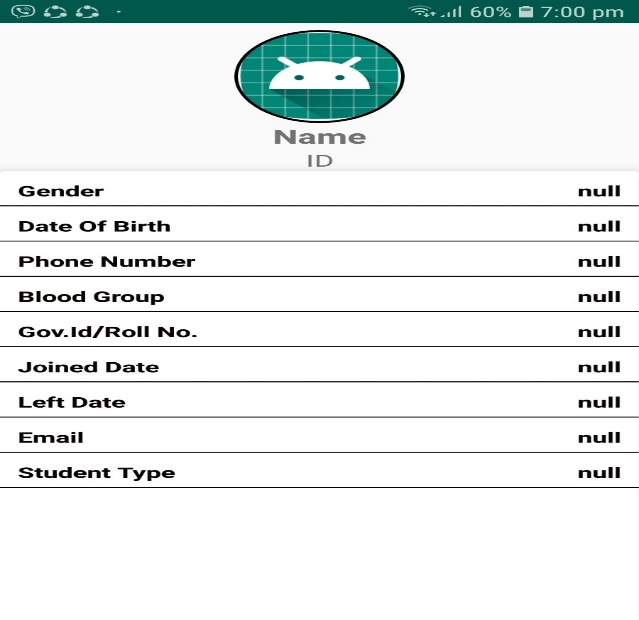 60% 7:00 pm
Name
ID
Gender null
Date Of Birth null
Phone Number null
Blood Group null
Gov.Id/Roll No. null
Joined Date null
Left Date null
Email null
Student Type null